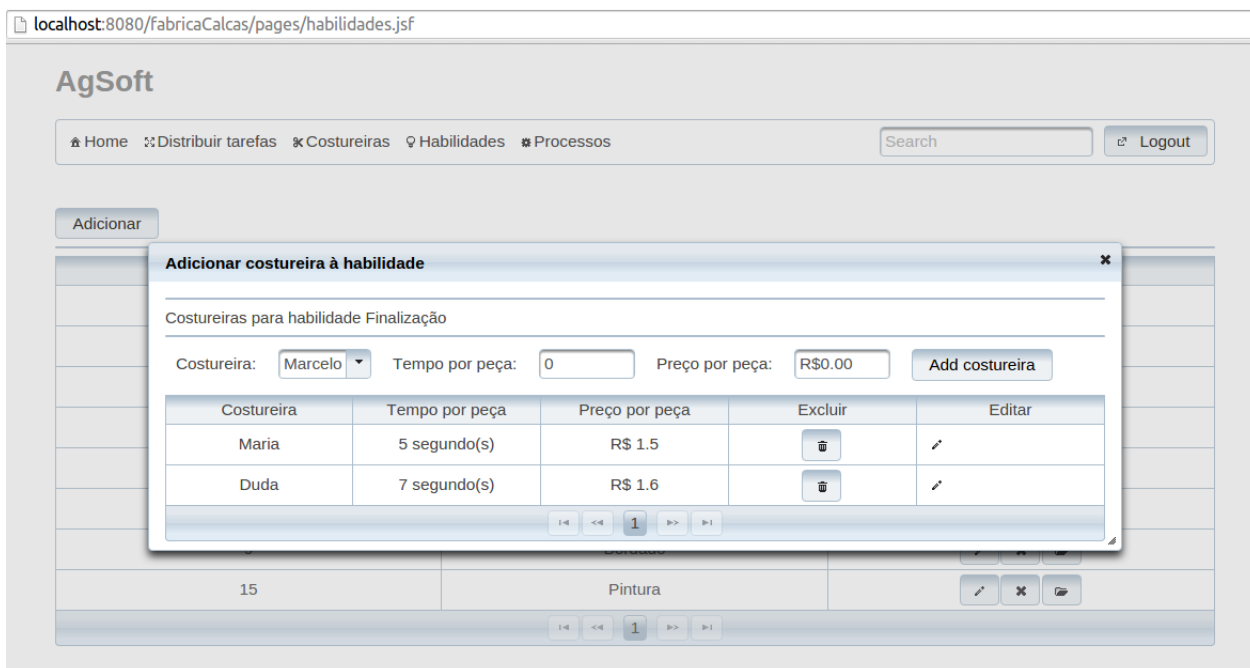 localhost:8080/fabricaCalcas/pages/habilidades.jsf
AgSoft
Home Distribuir tarefas Costureiras Habilidades Processos Search Logout
Adicionar
Adicionar costureira à habilidade
Costureiras para habilidade Finalização
Costureira: Marcelo Tempo por peça: 0 Preço por peça: R$0.00 Add costureira
Costureira Tempo por peça Preço por peça Excluir Editar
Maria 5 segundo(s) R$ 1.5
Duda 7 segundo(s) R$ 1.6
1
15 Pintura
1